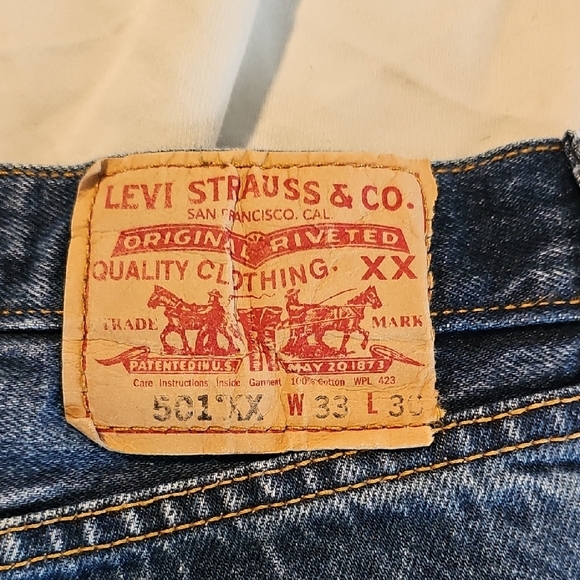 LEVI STRAUSS & CO.
SAN FRANCISCO, CAL
ORIGINAL RIVETED
QUALITY CLOTHING. XX
TRADE MARK
PATENTED IN U.S. MAY 20 1873
Care Instructions Inside Garment 100% Cotton WPL 423
501 XX W 33 L